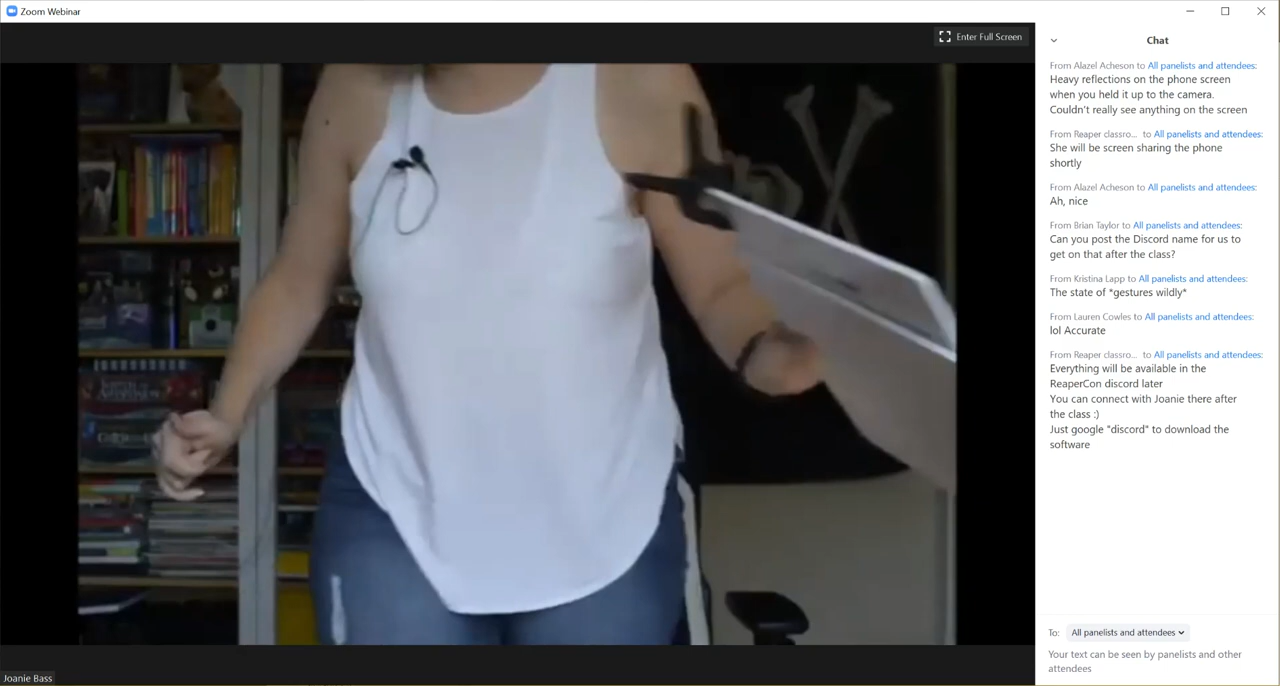 Zoom Webinar
Enter Full Screen
Chat
From Alazel Acheson to All panelists and attendees:
Heavy reflections on the phone screen
when you held it up to the camera.
Couldn't really see anything on the screen
From Reaper classro... to All panelists and attendees:
She will be screen sharing the phone
shortly
From Alazel Acheson to All panelists and attendees:
Ah, nice
From Brian Taylor to All panelists and attendees:
Can you post the Discord name for us to
get on that after the class?
From Kristina Lapp to All panelists and attendees:
The state of *gestures wildly*
From Lauren Cowles to All panelists and attendees:
lol Accurate
From Reaper classro... to All panelists and attendees:
Everything will be available in the
ReaperCon discord later
You can connect with Joanie there after
the class :)
Just google "discord" to download the
software
To: All panelists and attendees
Your text can be seen by panelists and other
attendees
Joanie Bass